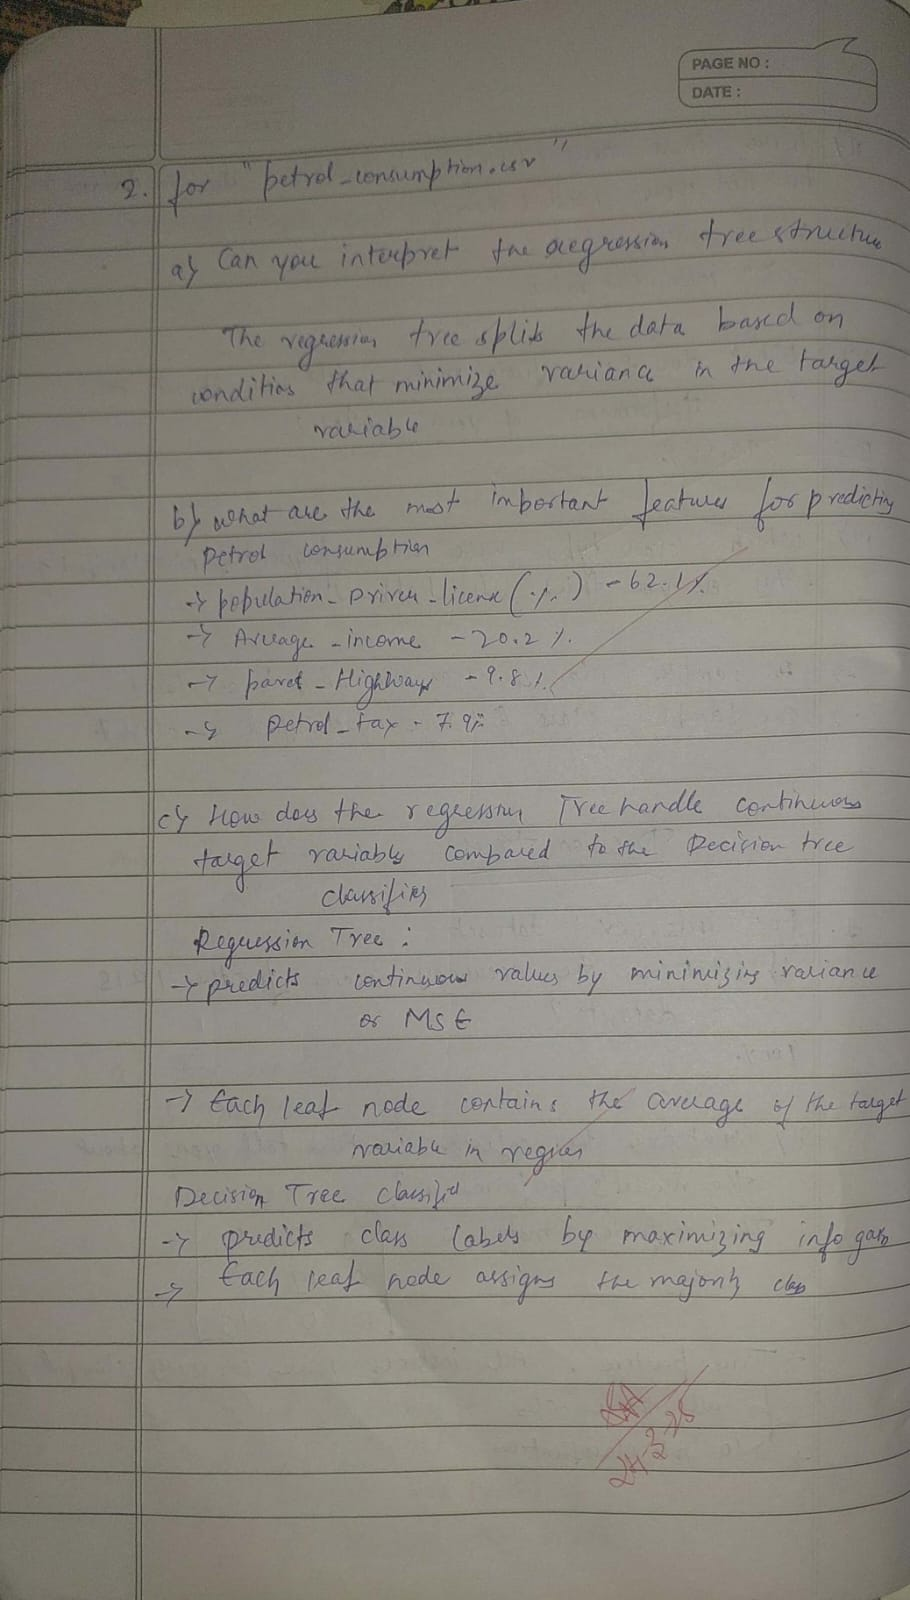 PAGE NO :
DATE :
2. for "petrol_consumption.csv"
a) Can you interpret the regression tree structure
The regression tree splits the data based on
conditions that minimize variance in the target
variable
b) what are the most important features for predicting
petrol consumption
→ population_Driver_licence (%) - 62.1%
→ Average_income - 20.2%.
→ paved_Highways - 9.8%.
→ petrol_tax - 7.9%
c) How does the regression Tree handle continuous
target variables compared to the Decision tree
classifiers
Regression Tree :
→ predicts continuous values by minimizing variance
or MSE
→ Each leaf node contains the average of the target
variable in region
Decision Tree classifier
→ predicts class labels by maximizing info gain
→ Each leaf node assigns the majority class
24-3-25